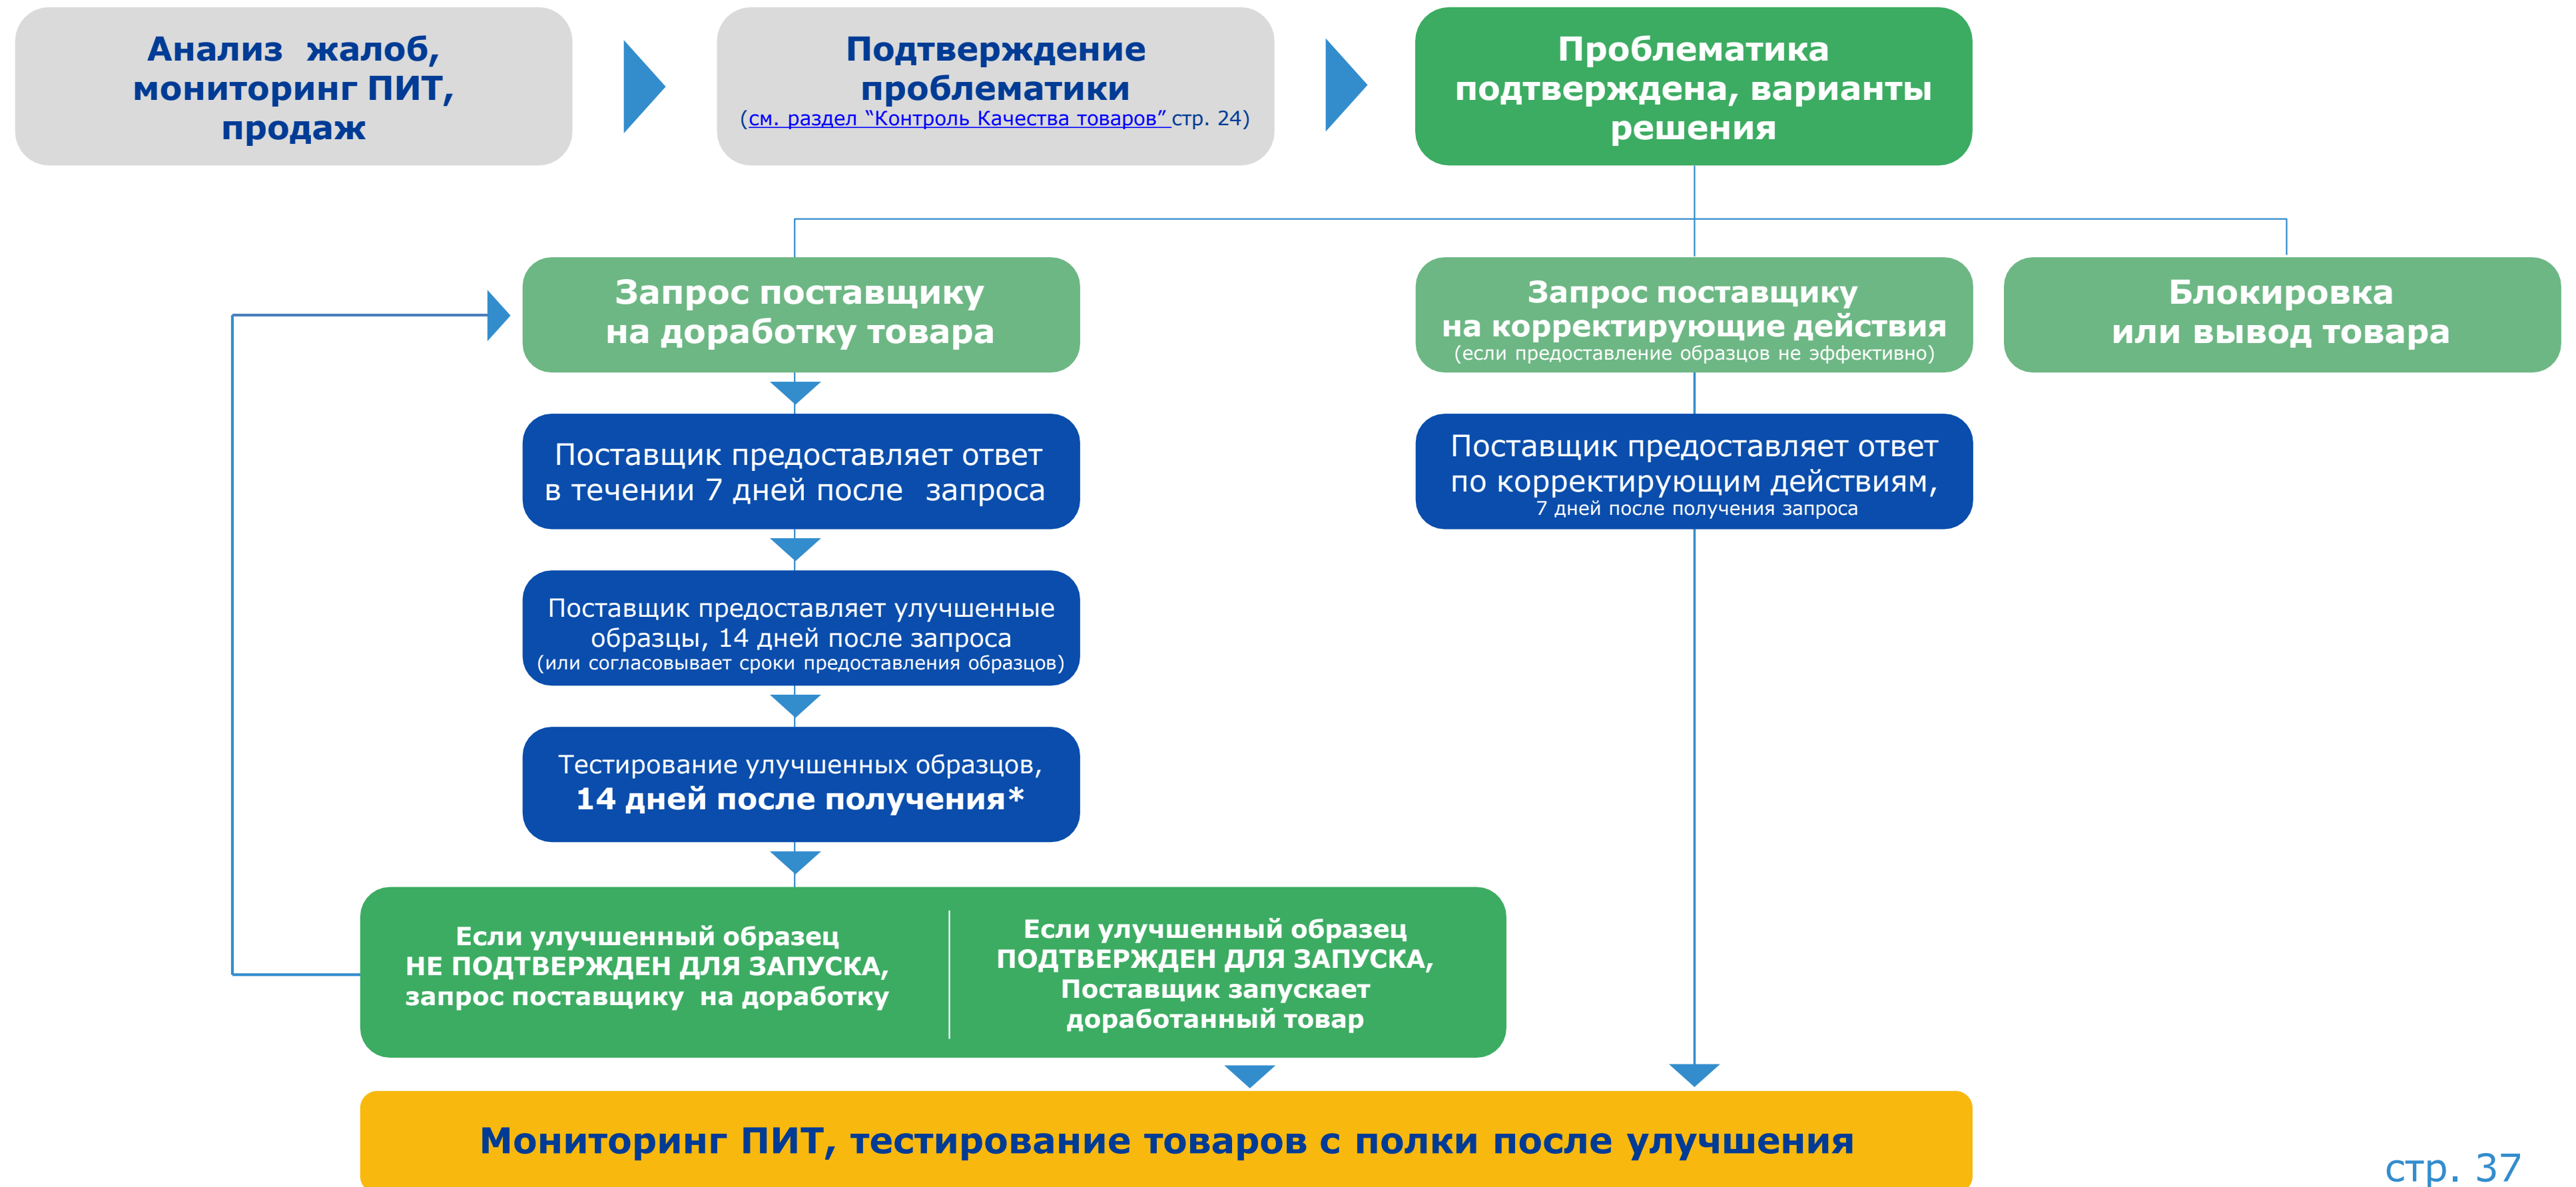 Анализ жалоб,
мониторинг ПИТ,
продаж
Подтверждение
проблематики
(см. раздел “Контроль Качества товаров” стр. 24)
Проблематика
подтверждена, варианты
решения
Запрос поставщику
на доработку товара
Запрос поставщику
на корректирующие действия
(если предоставление образцов не эффективно)
Блокировка
или вывод товара
Поставщик предоставляет ответ
в течении 7 дней после запроса
Поставщик предоставляет ответ
по корректирующим действиям,
7 дней после получения запроса
Поставщик предоставляет улучшенные
образцы, 14 дней после запроса
(или согласовывает сроки предоставления образцов)
Тестирование улучшенных образцов,
14 дней после получения*
Если улучшенный образец
НЕ ПОДТВЕРЖДЕН ДЛЯ ЗАПУСКА,
запрос поставщику на доработку
Если улучшенный образец
ПОДТВЕРЖДЕН ДЛЯ ЗАПУСКА,
Поставщик запускает
доработанный товар
Мониторинг ПИТ, тестирование товаров с полки после улучшения
стр. 37